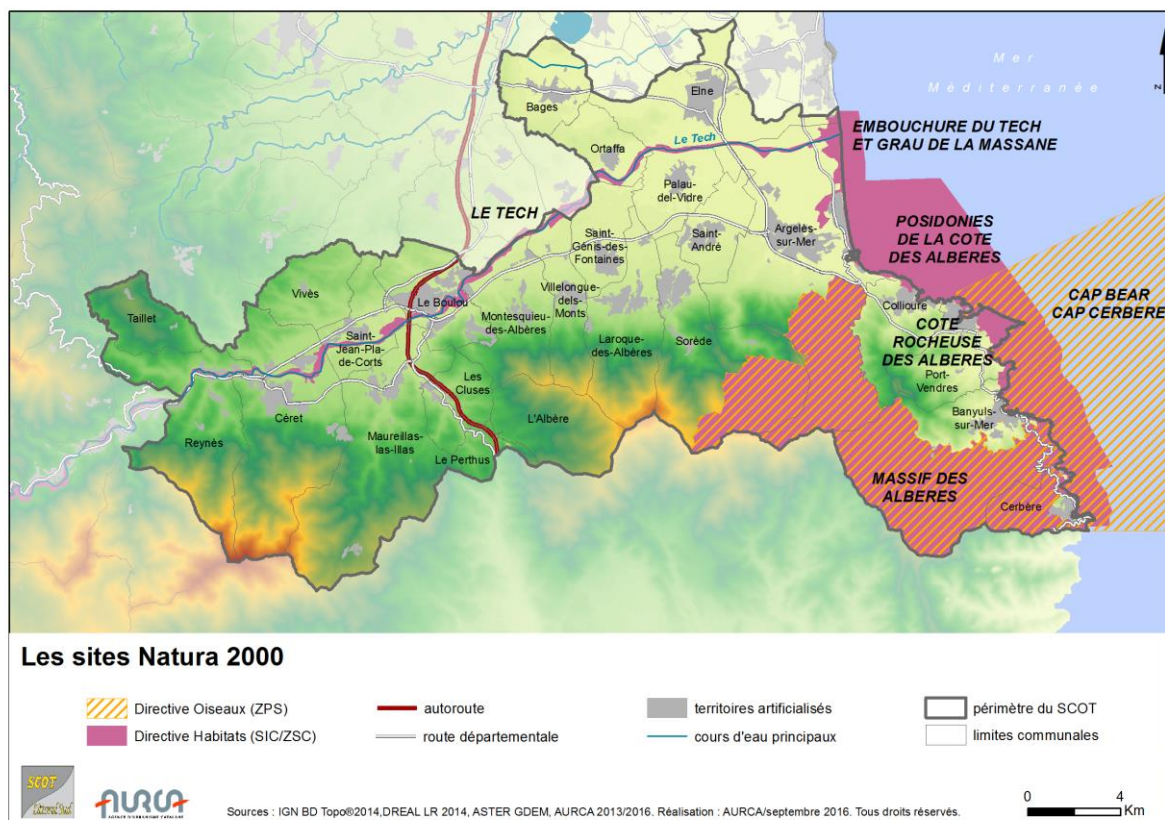 Mer
Méditerranée
z
Elne
Bages
EMBOUCHURE DU TECH
ET GRAU DE LA MASSANE
Le Tech
Ortaffa
Palau-
del-Vidre
LE TECH
POSIDONIES
DE LA COTE
DES ALBERES
Saint-
Génis-des-
Fontaines
Saint-
André
Argelès-
sur-Mer
CAP BEAR
CAP CERBERE
Vivès
Le Boulou
Villelongue-
dels-
Monts
Collioure
Taillet
Montesquieu-
des-Albères
COTE
ROCHEUSE
DES ALBERES
Saint-
Jean-Pla-
de-Corts
Laroque-
des-Albères
Sorède
Port-
Vendres
Les
Cluses
Banyuls-
sur-Mer
Céret
L'Albère
Reynès
Maureillas-
las-Illas
Le Perthus
MASSIF DES
ALBERES
Cerbère
Les sites Natura 2000
Directive Oiseaux (ZPS)
autoroute
territoires artificialisés
périmètre du SCOT
Directive Habitats (SIC/ZSC)
route départementale
cours d'eau principaux
limites communales
SCOT
Littoral Sud
AURCA
AGENCE D'URBANISME CATALANE
Sources : IGN BD Topo®2014,DREAL LR 2014, ASTER GDEM, AURCA 2013/2016. Réalisation : AURCA/septembre 2016. Tous droits réservés.
0 4
Km